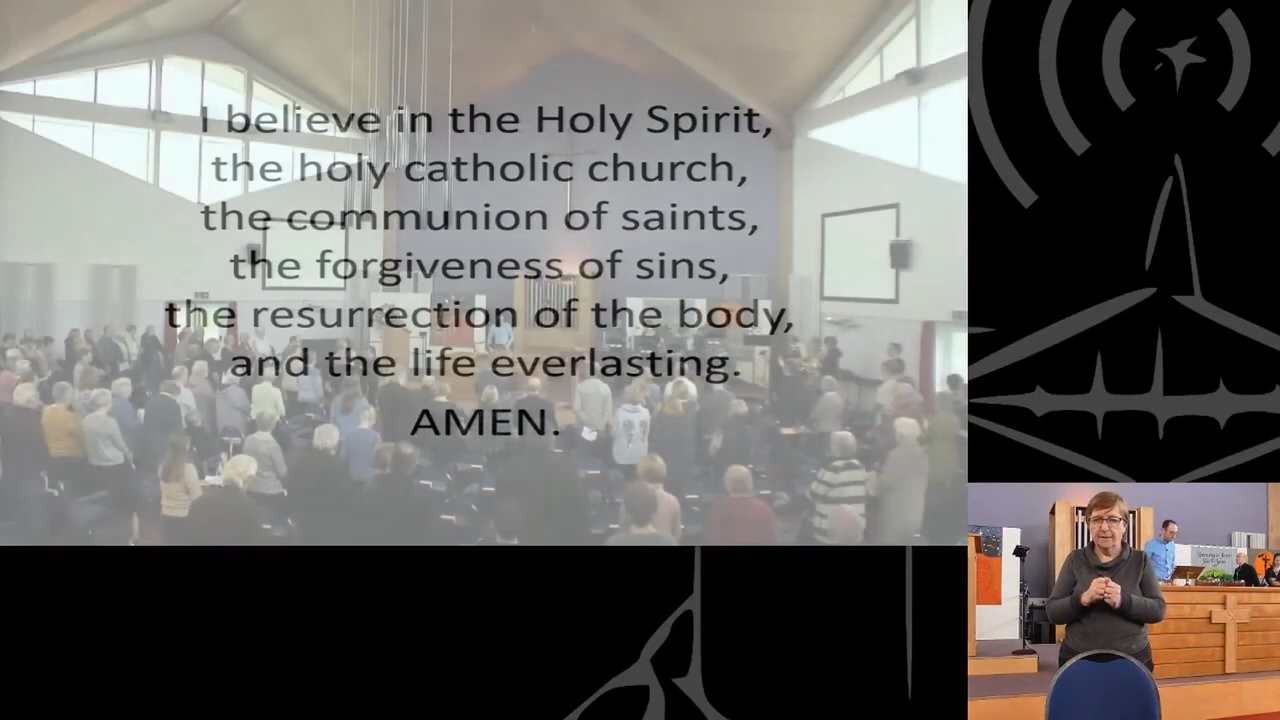 I believe in the Holy Spirit,
the holy catholic church,
the communion of saints,
the forgiveness of sins,
the resurrection of the body,
and the life everlasting.
AMEN.